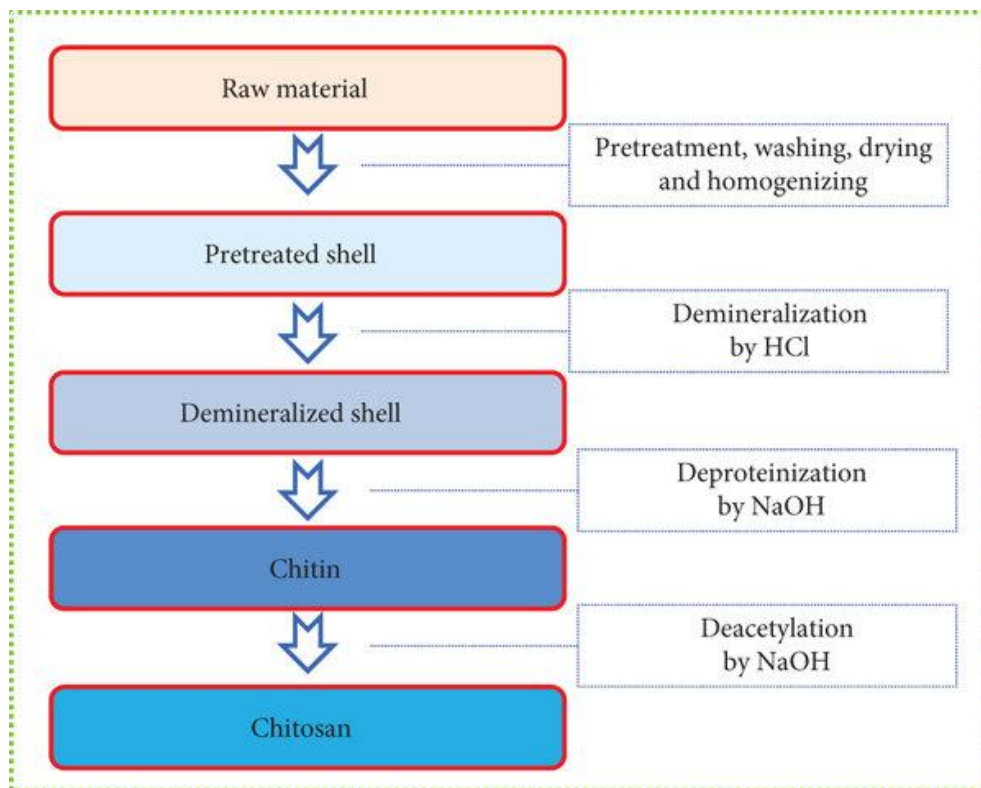 Raw material
Pretreatment, washing, drying
and homogenizing
Pretreated shell
Demineralization
by HCl
Demineralized shell
Deproteinization
by NaOH
Chitin
Deacetylation
by NaOH
Chitosan